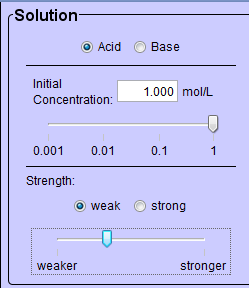 Solution
Acid Base
Initial
Concentration: 1.000 mol/L
0.001 0.01 0.1 1
Strength:
weak strong
weaker stronger